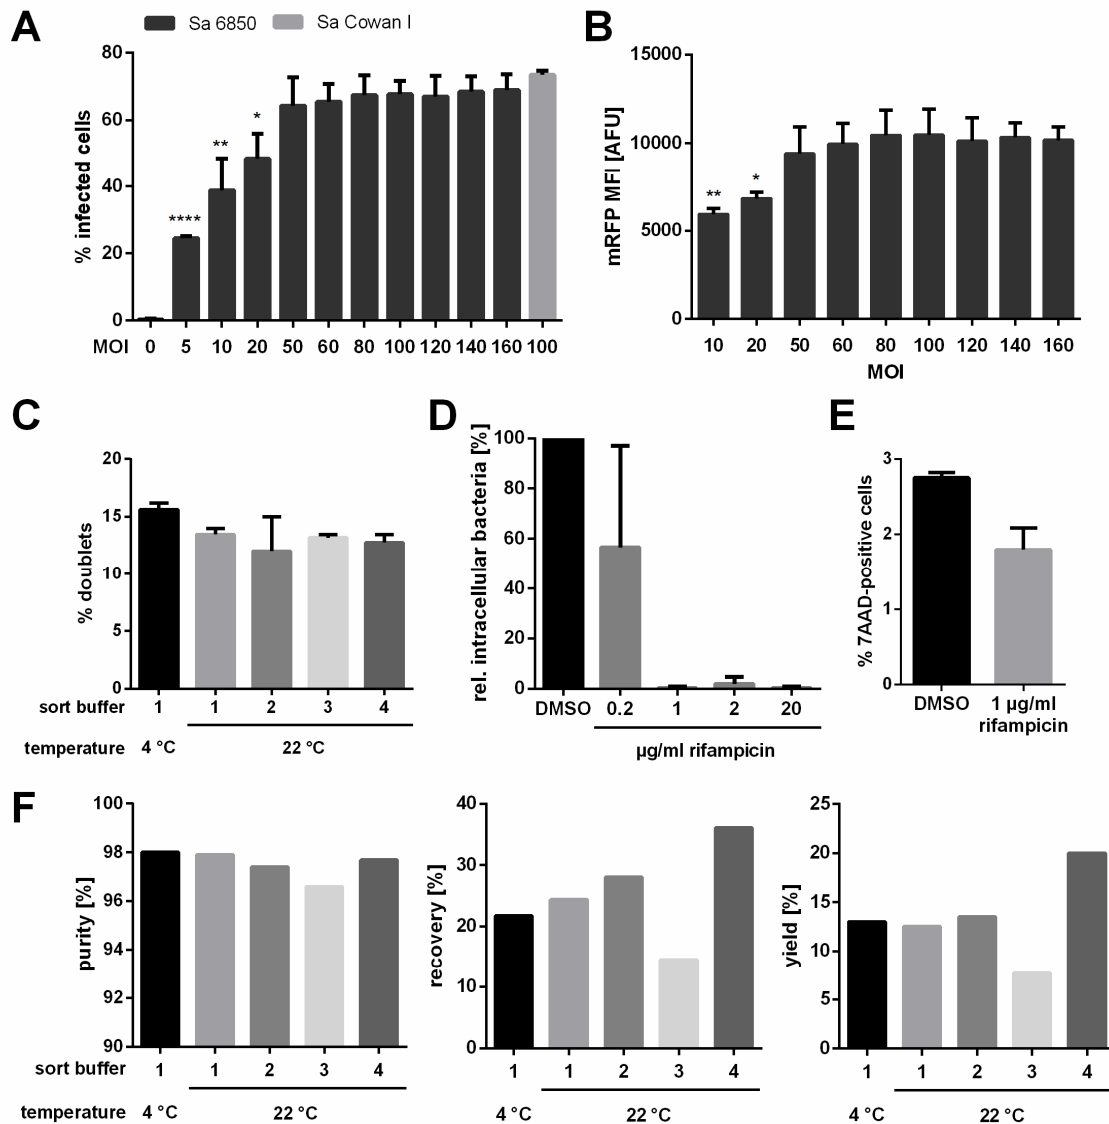 A
Sa 6850 Sa Cowan I
% infected cells
80
60
40
20
0
**** ** *
MOI 0 5 10 20 50 60 80 100 120 140 160 100
B
mRFP MFI [AFU]
15000
10000
5000
0
** *
10 20 50 60 80 100 120 140 160
MOI
C
% doublets
20
15
10
5
0
sort buffer 1 1 2 3 4
temperature 4 °C 22 °C
D
rel. intracellular bacteria [%]
100
80
60
40
20
0
DMSO 0.2 1 2 20
µg/ml rifampicin
E
% 7AAD-positive cells
3
2
1
0
DMSO 1 µg/ml
rifampicin
F
purity [%]
100
98
96
94
92
90
sort buffer 1 1 2 3 4
temperature 4 °C 22 °C
recovery [%]
40
30
20
10
0
1 1 2 3 4
4 °C 22 °C
yield [%]
25
20
15
10
5
0
1 1 2 3 4
4 °C 22 °C